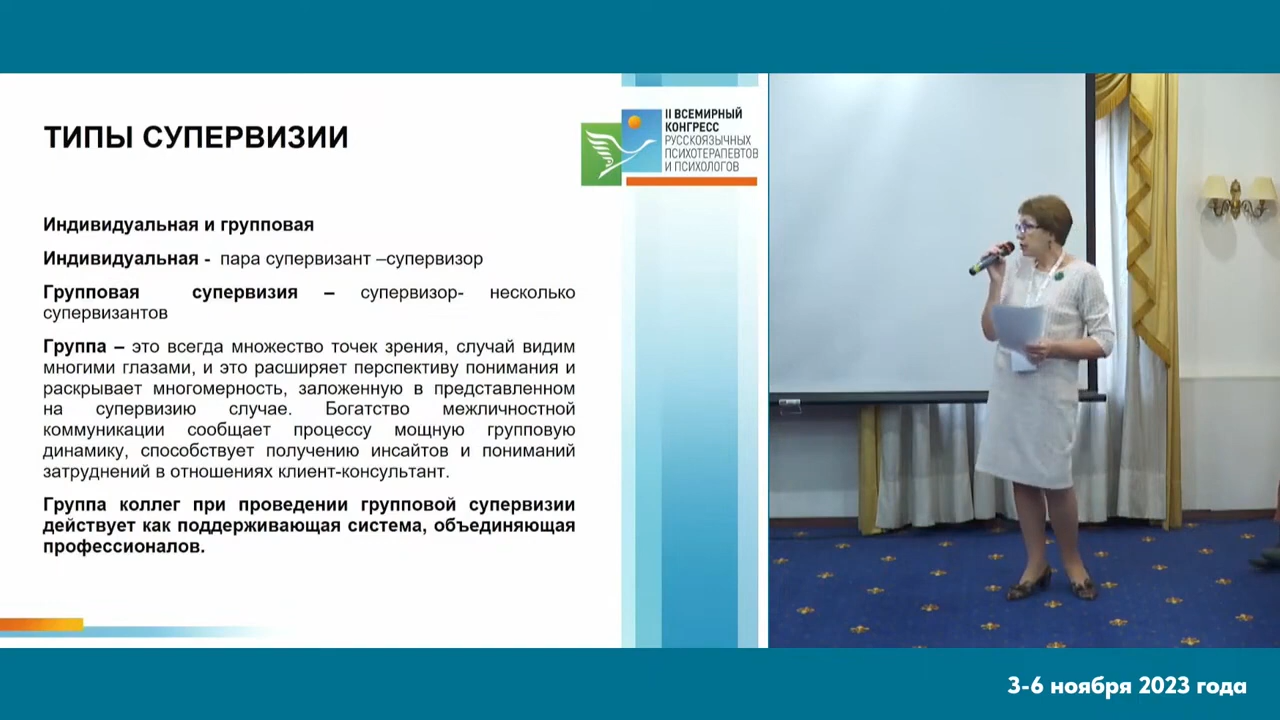 ТИПЫ СУПЕРВИЗИИ
II ВСЕМИРНЫЙ
КОНГРЕСС
РУССКОЯЗЫЧНЫХ
ПСИХОТЕРАПЕВТОВ
И ПСИХОЛОГОВ
Индивидуальная и групповая
Индивидуальная - пара супервизант –супервизор
Групповая супервизия – супервизор- несколько
супервизантов
Группа – это всегда множество точек зрения, случай видим
многими глазами, и это расширяет перспективу понимания и
раскрывает многомерность, заложенную в представленном
на супервизию случае. Богатство межличностной
коммуникации сообщает процессу мощную групповую
динамику, способствует получению инсайтов и пониманий
затруднений в отношениях клиент-консультант.
Группа коллег при проведении групповой супервизии
действует как поддерживающая система, объединяющая
профессионалов.
3-6 ноября 2023 года